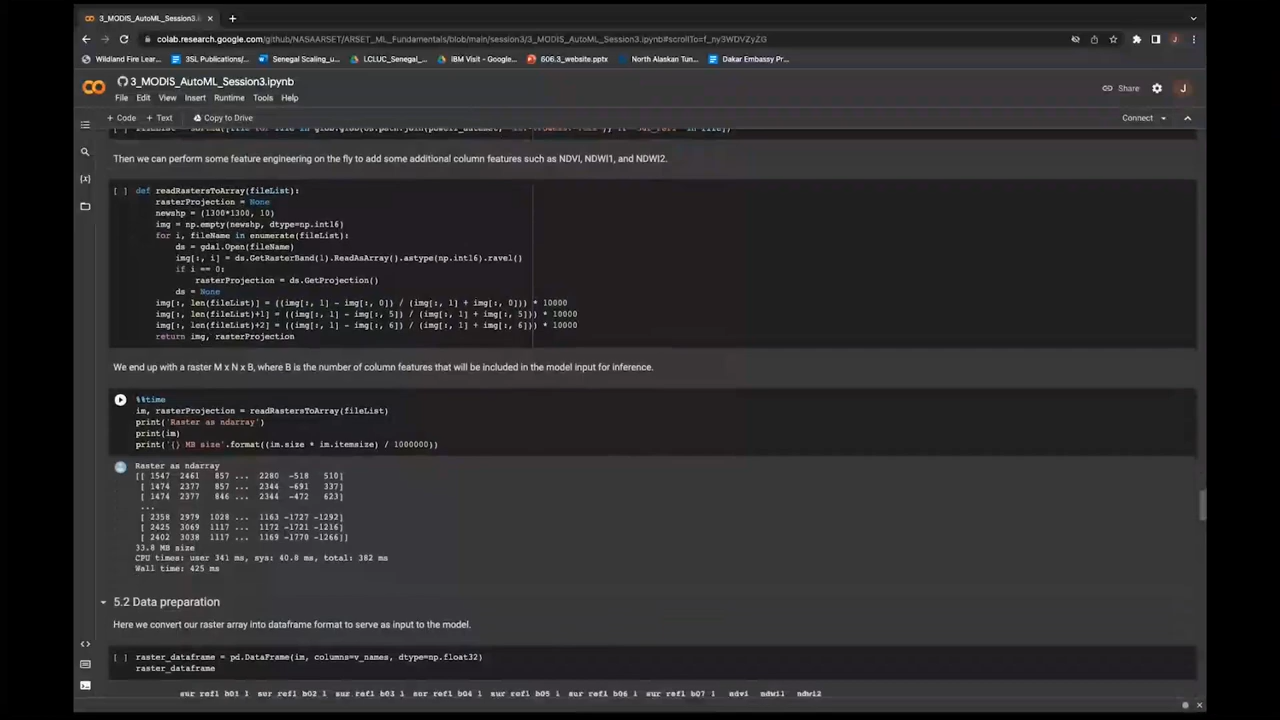 3_MODIS_AutoML_Session3.i
colab.research.google.com/github/NASAARSET/ARSET_ML_Fundamentals/blob/main/session3/3_MODIS_AutoML_Session3.ipynb#scrollTo=f_ny3WDVZyZG
Wildland Fire Luec... 3SL Publications/... Senegal Scaling_u... LCLUC_Senegal_... IBM Visit - Google... 606.3_website.pptx North Alaskan Tun... Dakar Embassy Pr...
3_MODIS_AutoML_Session3.ipynb
Share
J
File Edit View Insert Runtime Tools Help
+ Code + Text Copy to Drive
Connect
Then we can perform some feature engineering on the fly to add some additional column features such as NDVI, NDWI1, and NDWI2.
[ ] def readRastersToArray(fileList):
rasterProjection = None
newshp = (1300*1300, 10)
img = np.empty(newshp, dtype=np.int16)
for i, fileName in enumerate(fileList):
ds = gdal.Open(fileName)
img[:, i] = ds.GetRasterBand(1).ReadAsArray().astype(np.int16).ravel()
if i == 0:
rasterProjection = ds.GetProjection()
ds = None
img[:, len(fileList)] = ((img[:, 1] - img[:, 0]) / (img[:, 1] + img[:, 0])) * 10000
img[:, len(fileList)+1] = ((img[:, 1] - img[:, 5]) / (img[:, 1] + img[:, 5])) * 10000
img[:, len(fileList)+2] = ((img[:, 1] - img[:, 6]) / (img[:, 1] + img[:, 6])) * 10000
return img, rasterProjection
We end up with a raster M x N x B, where B is the number of column features that will be included in the model input for inference.
%%time
im, rasterProjection = readRastersToArray(fileList)
print('Raster as ndarray')
print(im)
print('{} MB size'.format((im.size * im.itemsize) / 1000000))
Raster as ndarray
[[ 1547 2461 857 ... 2280 -518 510]
[ 1474 2377 857 ... 2344 -691 337]
[ 1474 2377 846 ... 2344 -472 623]
...
[ 2358 2979 1028 ... 1163 -1727 -1292]
[ 2425 3069 1117 ... 1172 -1721 -1216]
[ 2402 3038 1117 ... 1169 -1770 -1266]]
33.8 MB size
CPU times: user 341 ms, sys: 40.8 ms, total: 382 ms
Wall time: 425 ms
5.2 Data preparation
Here we convert our raster array into dataframe format to serve as input to the model.
[ ] raster_dataframe = pd.DataFrame(im, columns=v_names, dtype=np.float32)
raster_dataframe
sur_refl_b01_1 sur_refl_b02_1 sur_refl_b03_1 sur_refl_b04_1 sur_refl_b05_1 sur_refl_b06_1 sur_refl_b07_1 ndvi ndwi1 ndwi2